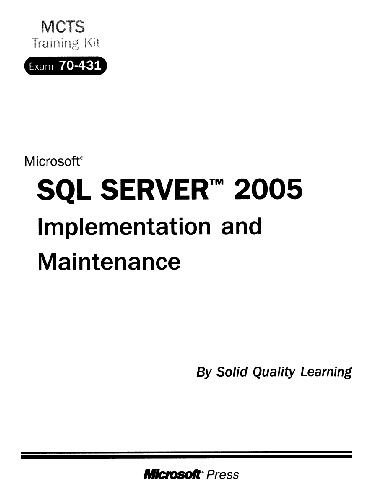 MCTS
Training Kit
Exam 70-431
Microsoft®
SQL SERVER™ 2005
Implementation and
Maintenance
By Solid Quality Learning
Microsoft® Press